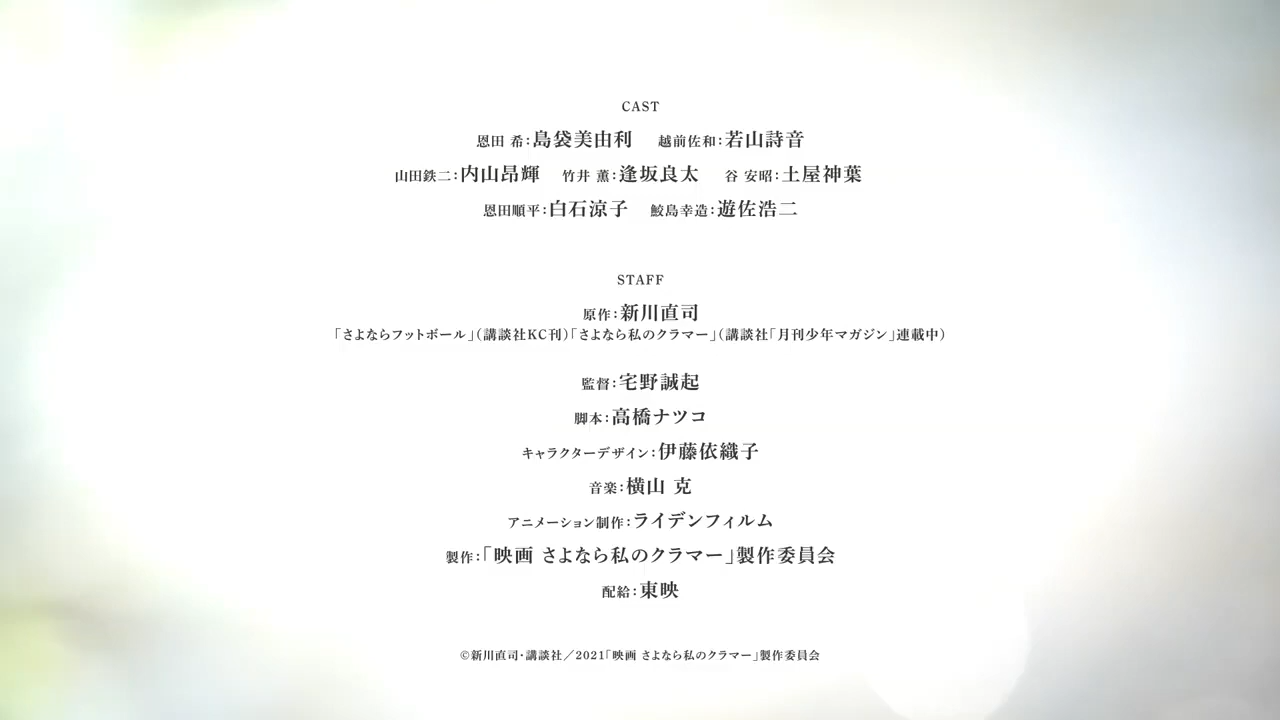 CAST
恩田 希：島袋美由利　越前佐和：若山詩音
山田鉄二：内山昂輝　竹井 薫：逢坂良太　谷 安昭：土屋神葉
恩田順平：白石涼子　鮫島幸造：遊佐浩二
STAFF
原作：新川直司
「さよならフットボール」（講談社KC刊）「さよなら私のクラマー」（講談社「月刊少年マガジン」連載中）
監督：宅野誠起
脚本：高橋ナツコ
キャラクターデザイン：伊藤依織子
音楽：横山 克
アニメーション制作：ライデンフィルム
製作：「映画 さよなら私のクラマー」製作委員会
配給：東映
©新川直司・講談社／2021「映画 さよなら私のクラマー」製作委員会